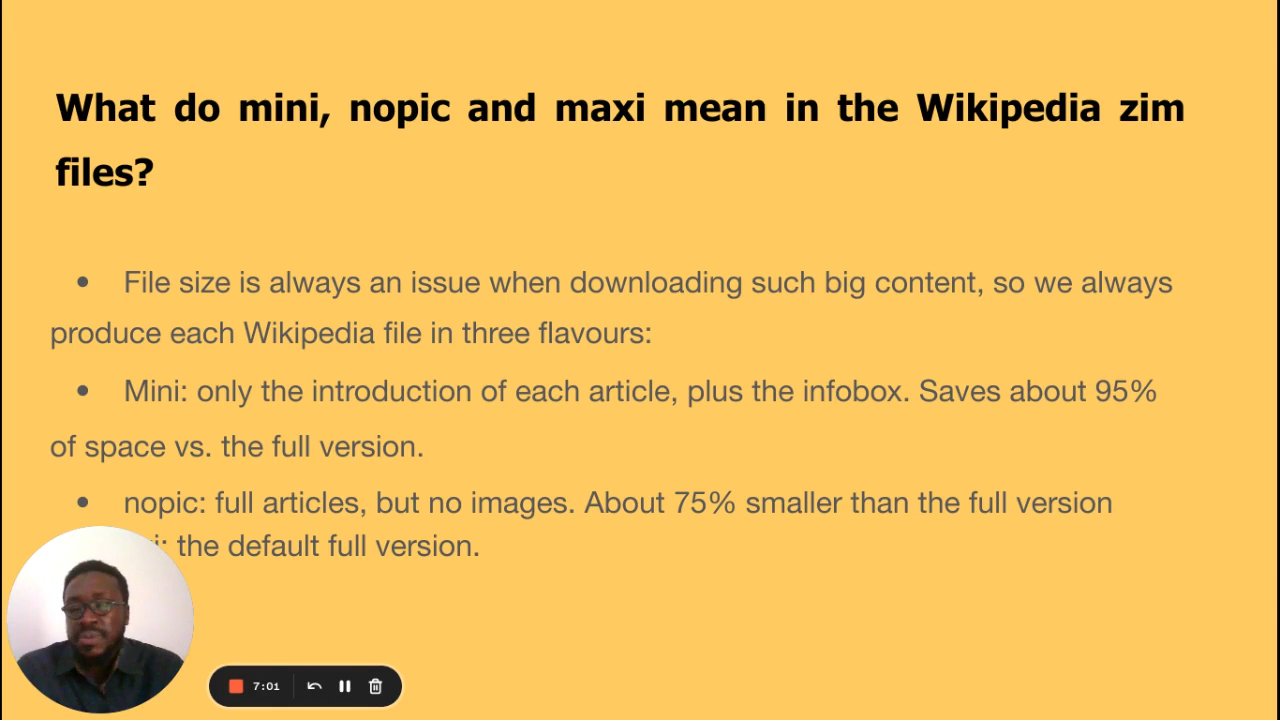 What do mini, nopic and maxi mean in the Wikipedia zim
files?
• File size is always an issue when downloading such big content, so we always
produce each Wikipedia file in three flavours:
• Mini: only the introduction of each article, plus the infobox. Saves about 95%
of space vs. the full version.
• nopic: full articles, but no images. About 75% smaller than the full version
the default full version.
7:01